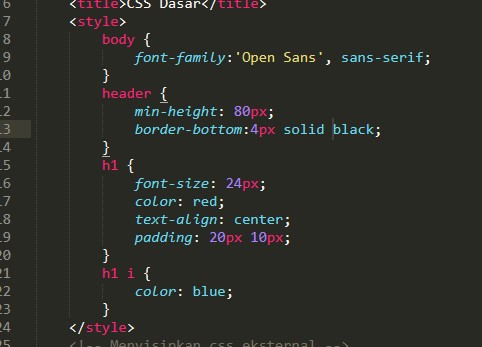 6 <title>CSS Dasar</title>
7 <style>
8 body {
9 font-family:'Open Sans', sans-serif;
10 }
11 header {
12 min-height: 80px;
13 border-bottom:4px solid black;
14 }
15 h1 {
16 font-size: 24px;
17 color: red;
18 text-align: center;
19 padding: 20px 10px;
20 }
21 h1 i {
22 color: blue;
23 }
24 </style>
25 <!-- Menyisipkan css eksternal -->